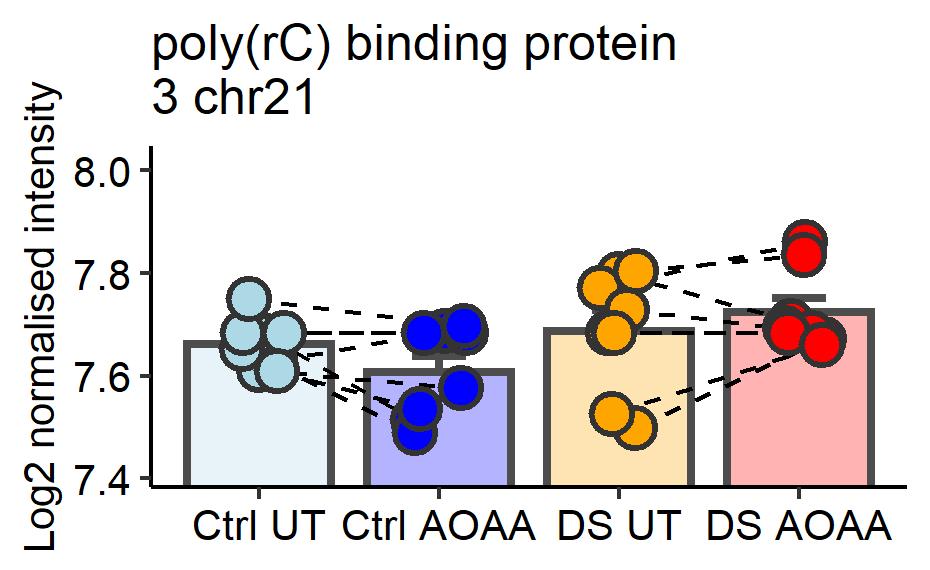 poly(rC) binding protein
3 chr21
Log2 normalised intensity
8.0
7.8
7.6
7.4
Ctrl UT Ctrl AOAA DS UT DS AOAA